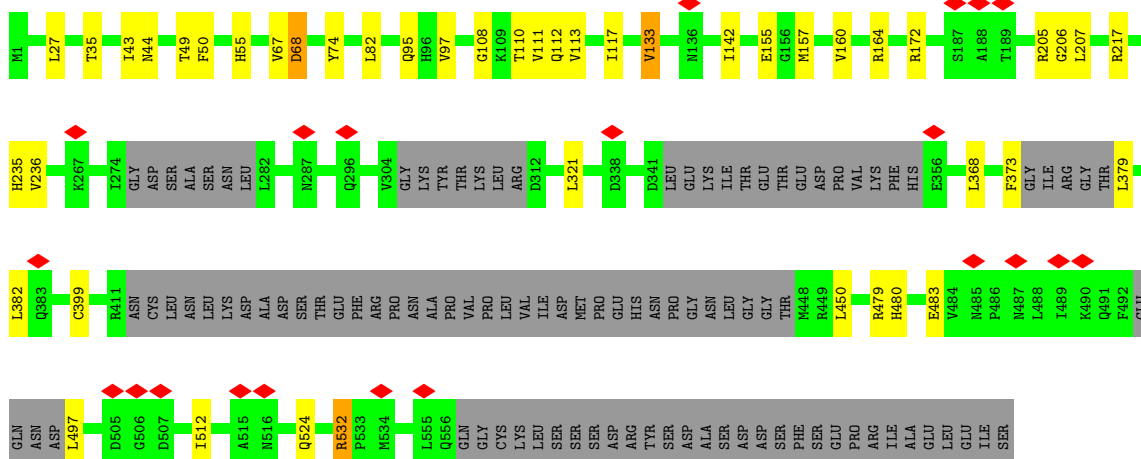 M1 L27 T35 I43 N44 T49 F50 H55 V67 D68 Y74 L82 Q95 H96 V97 G108 K109 T110 V111 Q112 V113 I117 V133 N136 I142 E155 G156 M157 V160 R164 R172 S187 A188 T189 R205 G206 L207 R217
H235 V236 K267 I274 GLY ASP SER ALA SER ASN LEU L282 N287 Q296 V304 GLY LYS TYR THR LYS LEU ARG D312 L321 D338 D341 LEU GLU LYS ILE THR GLU THR GLU ASP PRO VAL LYS PHE HIS E356 L368 F373 GLY ILE ARG GLY THR L379
L382 Q383 C399 R411 ASN CYS LEU ASN LEU LYS ASP ALA ASP SER THR GLU PHE ARG PRO ASN ALA PRO VAL PRO LEU VAL ILE ASP MET PRO GLU HIS ASN PRO GLY ASN LEU GLY GLY THR M448 R449 L450 R479 H480 E483 V484 N485 P486 N487 L488 I489 K490 Q491 F492
GLN ASN ASP L497 D505 G506 D507 I512 A515 N516 Q524 R532 P533 M534 L555 Q556 GLN GLY CYS LYS LEU SER SER SER ASP ARG TYR SER ASP ALA SER ASP ASP SER PHE SER GLU PRO ARG ILE ALA GLU LEU GLU ILE SER